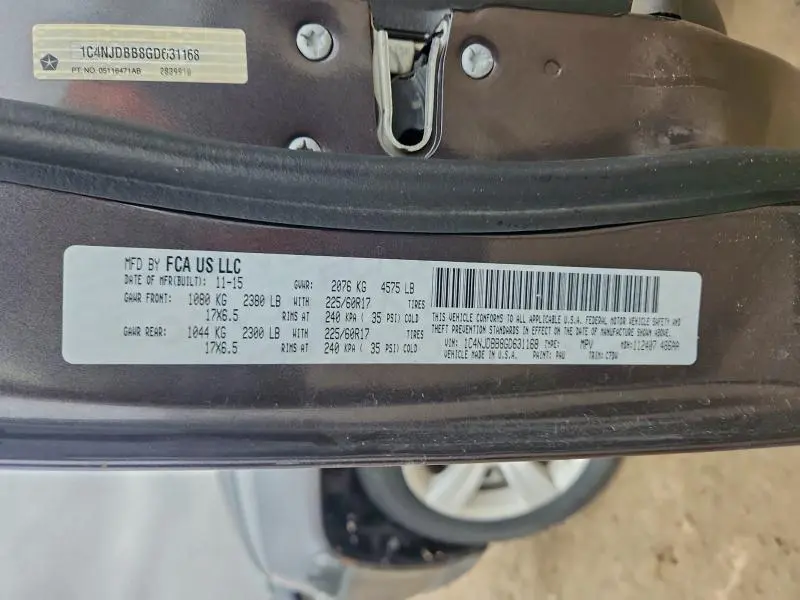 1C4NJDBB8GD631168
PT. NO. 05116471AB
MFD BY FCA US LLC
DATE OF MFR(BUILT): 11-15 GVWR: 2076 KG 4575 LB
GAWR FRONT: 1080 KG 2380 LB WITH 225/60R17 TIRES
17X6.5 RIMS AT 240 KPA ( 35 PSI) COLD
GAWR REAR: 1044 KG 2300 LB WITH 225/60R17 TIRES
17X6.5 RIMS AT 240 KPA ( 35 PSI) COLD
THIS VEHICLE CONFORMS TO ALL APPLICABLE U.S.A. FEDERAL MOTOR VEHICLE SAFETY AND
THEFT PREVENTION STANDARDS IN EFFECT ON THE DATE OF MANUFACTURE SHOWN ABOVE.
VIN: 1C4NJDBB8GD631168 TYPE: MPV MDH:112407 486AA
VEHICLE MADE IN U.S.A. PAINT: PAU TRIM: